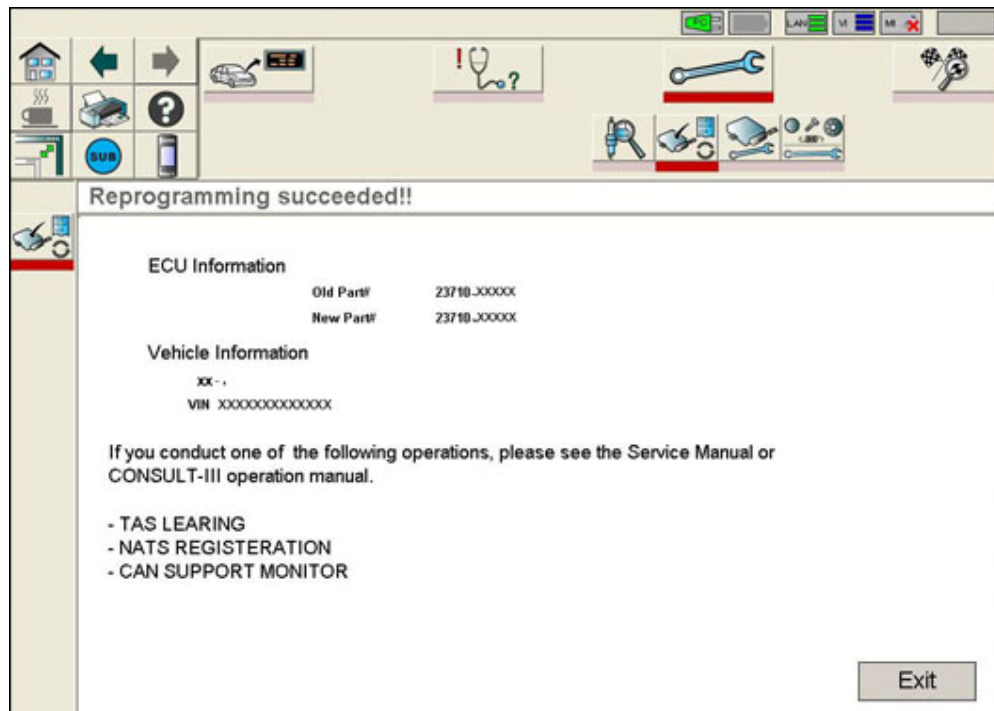 LAN
VI
MI
SUB
Reprogramming succeeded!!
ECU Information
Old Part# 23710-XXXXX
New Part# 23710-XXXXX
Vehicle Information
XX - ,
VIN XXXXXXXXXXXXX
If you conduct one of the following operations, please see the Service Manual or
CONSULT-III operation manual.
- TAS LEARING
- NATS REGISTERATION
- CAN SUPPORT MONITOR
Exit